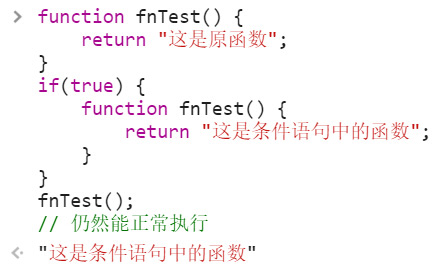 function fnTest() {
    return "这是原函数";
}
if(true) {
    function fnTest() {
        return "这是条件语句中的函数";
    }
}
fnTest();
// 仍然能正常执行
"这是条件语句中的函数"